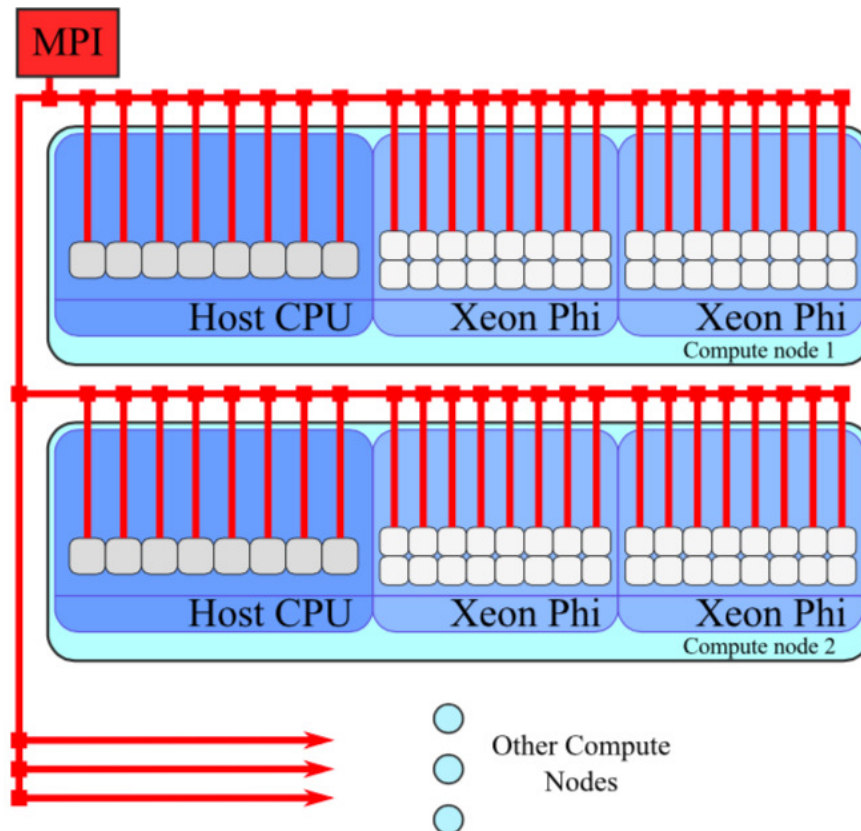 MPI
Host CPU
Xeon Phi
Xeon Phi
Compute node 1
Host CPU
Xeon Phi
Xeon Phi
Compute node 2
Other Compute
Nodes